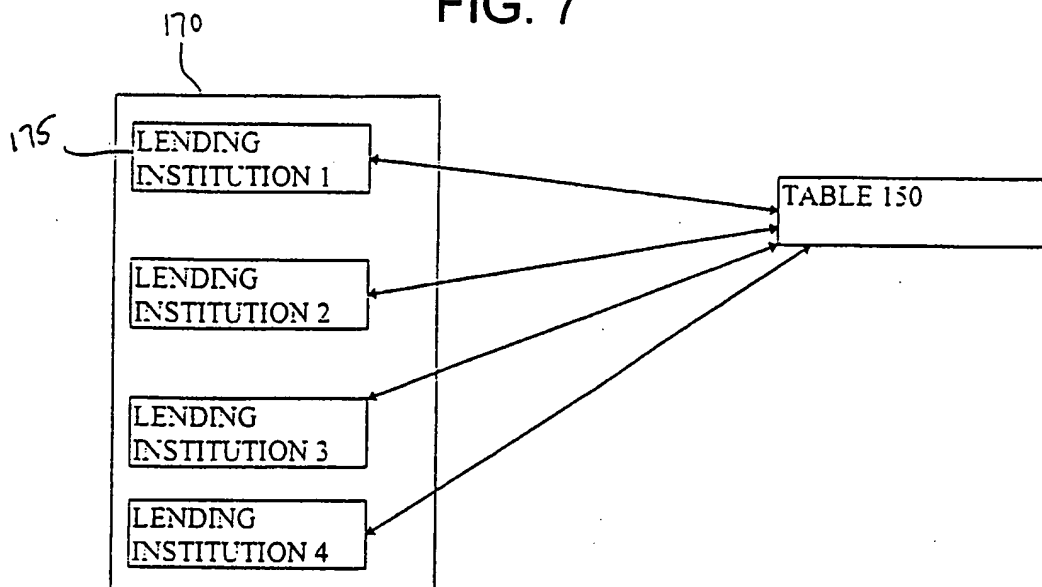 FIG. 7
170
175
LENDING
INSTITUTION 1
TABLE 150
LENDING
INSTITUTION 2
LENDING
INSTITUTION 3
LENDING
INSTITUTION 4